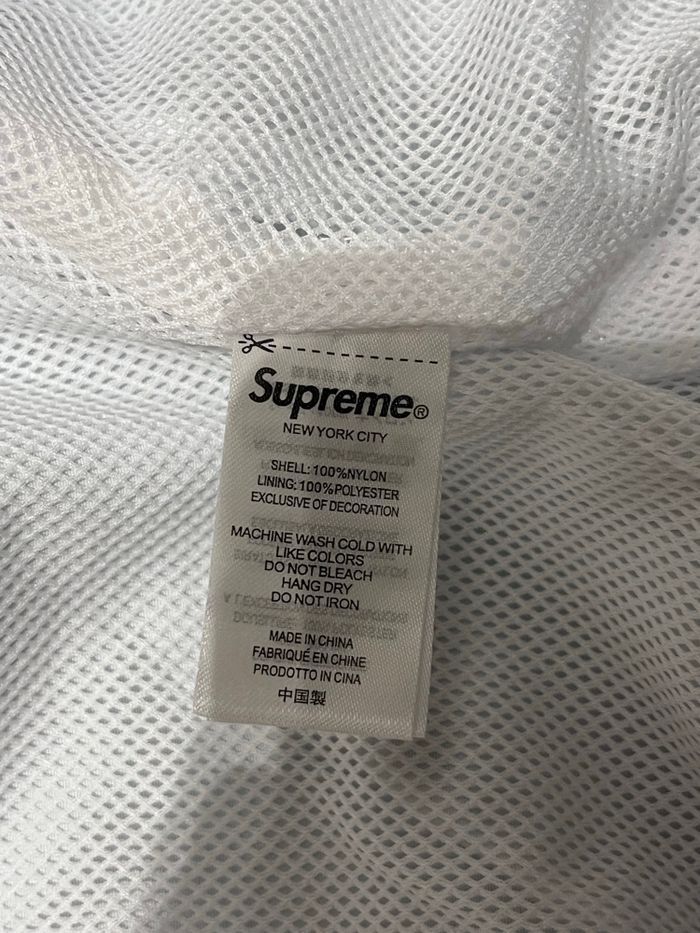 Supreme®
NEW YORK CITY
SHELL: 100%NYLON
LINING: 100%POLYESTER
EXCLUSIVE OF DECORATION
MACHINE WASH COLD WITH
LIKE COLORS
DO NOT BLEACH
HANG DRY
DO NOT IRON
MADE IN CHINA
FABRIQUÉ EN CHINE
PRODOTTO IN CINA
中国製